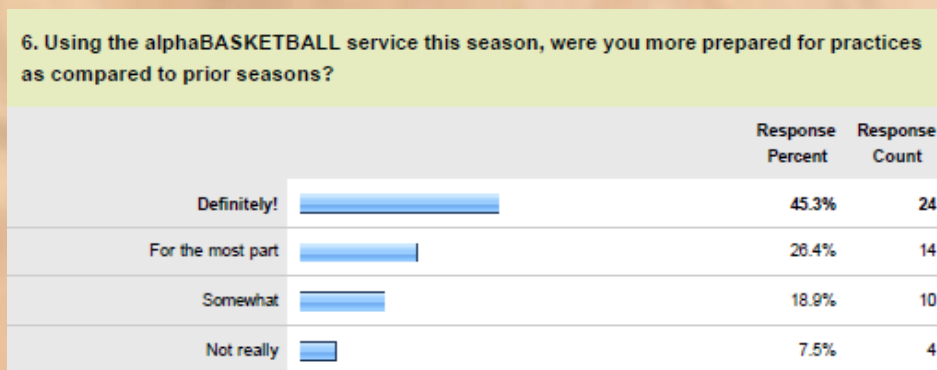 6. Using the alphaBASKETBALL service this season, were you more prepared for practices
as compared to prior seasons?
Response Response
Percent Count
Definitely! 45.3% 24
For the most part 26.4% 14
Somewhat 18.9% 10
Not really 7.5% 4